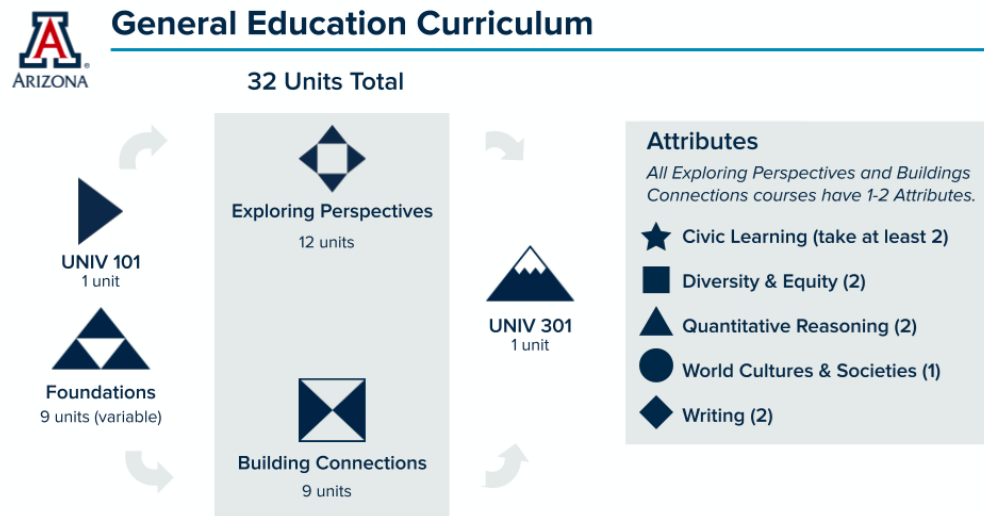 General Education Curriculum
A
ARIZONA
32 Units Total
UNIV 101
1 unit
Foundations
9 units (variable)
Exploring Perspectives
12 units
Building Connections
9 units
UNIV 301
1 unit
Attributes
All Exploring Perspectives and Buildings
Connections courses have 1-2 Attributes.
Civic Learning (take at least 2)
Diversity & Equity (2)
Quantitative Reasoning (2)
World Cultures & Societies (1)
Writing (2)